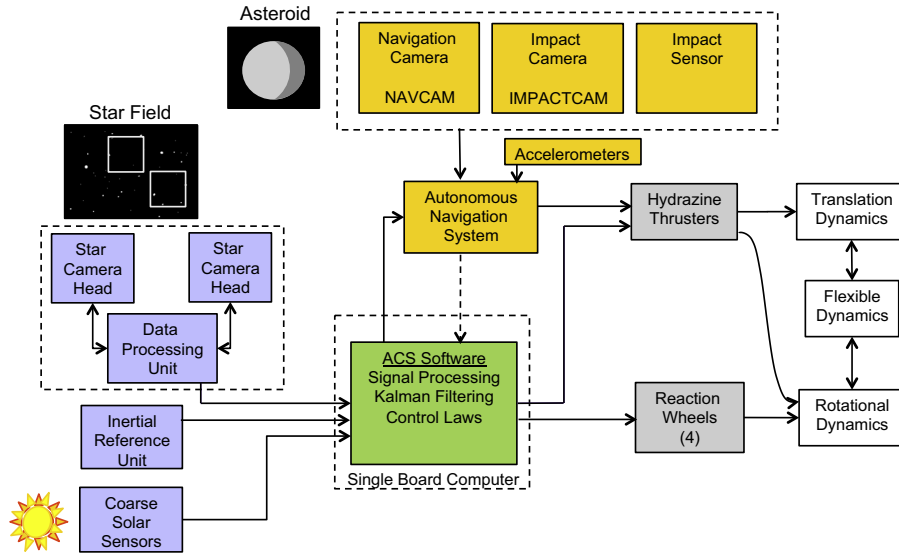 Asteroid
Navigation
Camera
NAVCAM
Impact
Camera
IMPACTCAM
Impact
Sensor
Star Field
Accelerometers
Autonomous
Navigation
System
Hydrazine
Thrusters
Translation
Dynamics
Star
Camera
Head
Star
Camera
Head
Flexible
Dynamics
Data
Processing
Unit
ACS Software
Signal Processing
Kalman Filtering
Control Laws
Inertial
Reference
Unit
Reaction
Wheels
(4)
Rotational
Dynamics
Single Board Computer
Coarse
Solar
Sensors